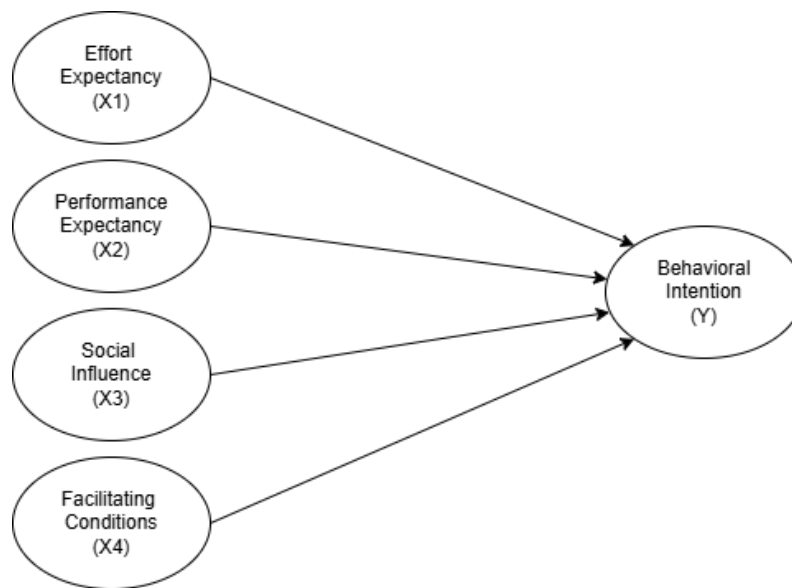 Effort
Expectancy
(X1)
Performance
Expectancy
(X2)
Social
Influence
(X3)
Facilitating
Conditions
(X4)
Behavioral
Intention
(Y)